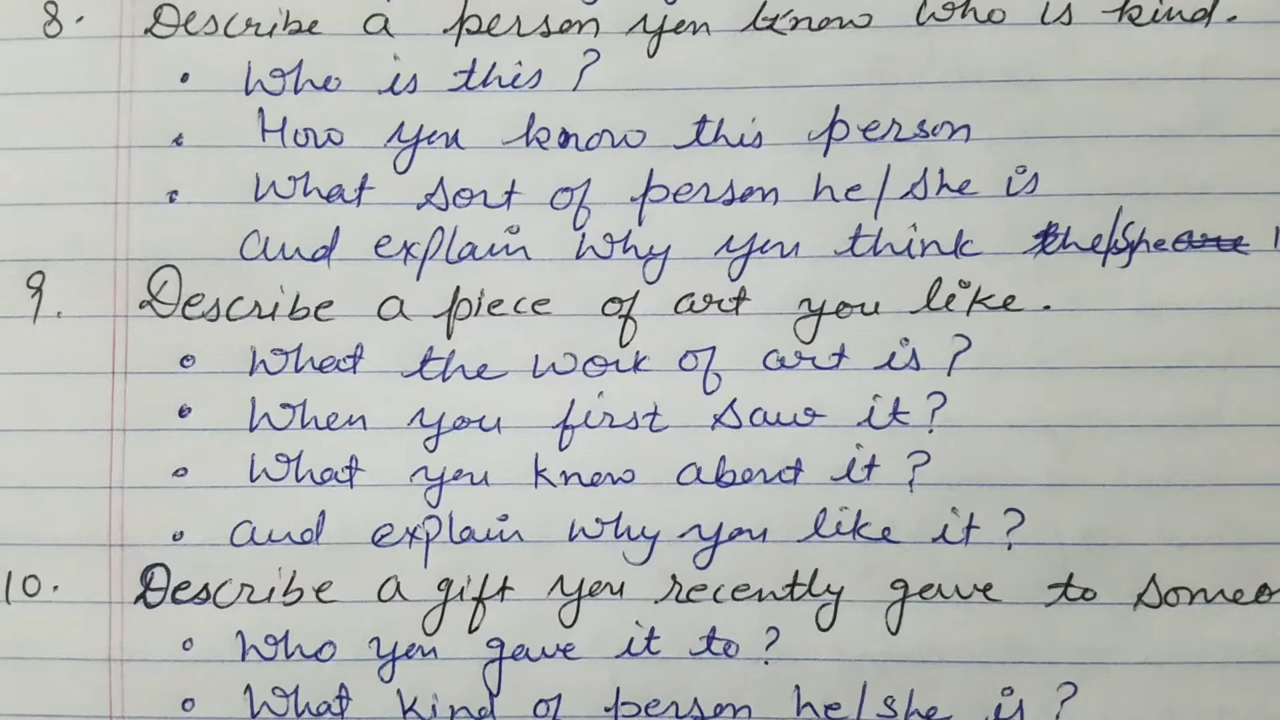 8. Describe a person you know who is kind.
• Who is this?
• How you know this person
• What sort of person he/she is
and explain why you think he/she
9. Describe a piece of art you like.
• What the work of art is?
• When you first saw it?
• What you know about it?
• and explain why you like it?
10. Describe a gift you recently gave to someo
• Who you gave it to?
• What kind of person he/she is?